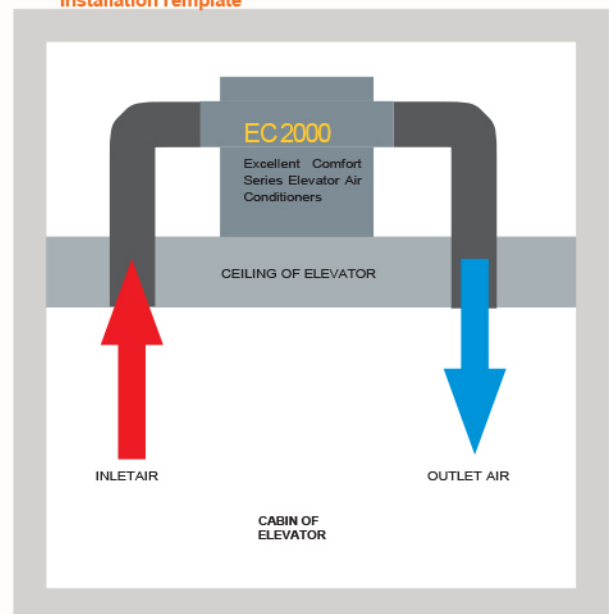 Installation Template
EC2000
Excellent Comfort
Series Elevator Air
Conditioners
CEILING OF ELEVATOR
INLETAIR
OUTLET AIR
CABIN OF
ELEVATOR